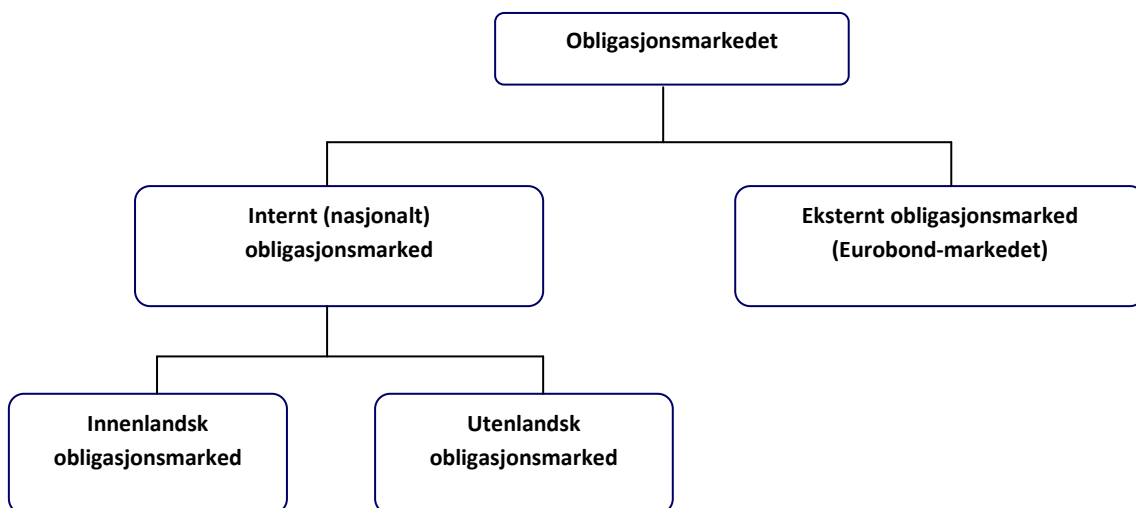 Obligasjonsmarkedet
Internt (nasjonalt)
obligasjonsmarked
Eksternt obligasjonsmarked
(Eurobond-markedet)
Innenlandsk
obligasjonsmarked
Utenlandsk
obligasjonsmarked